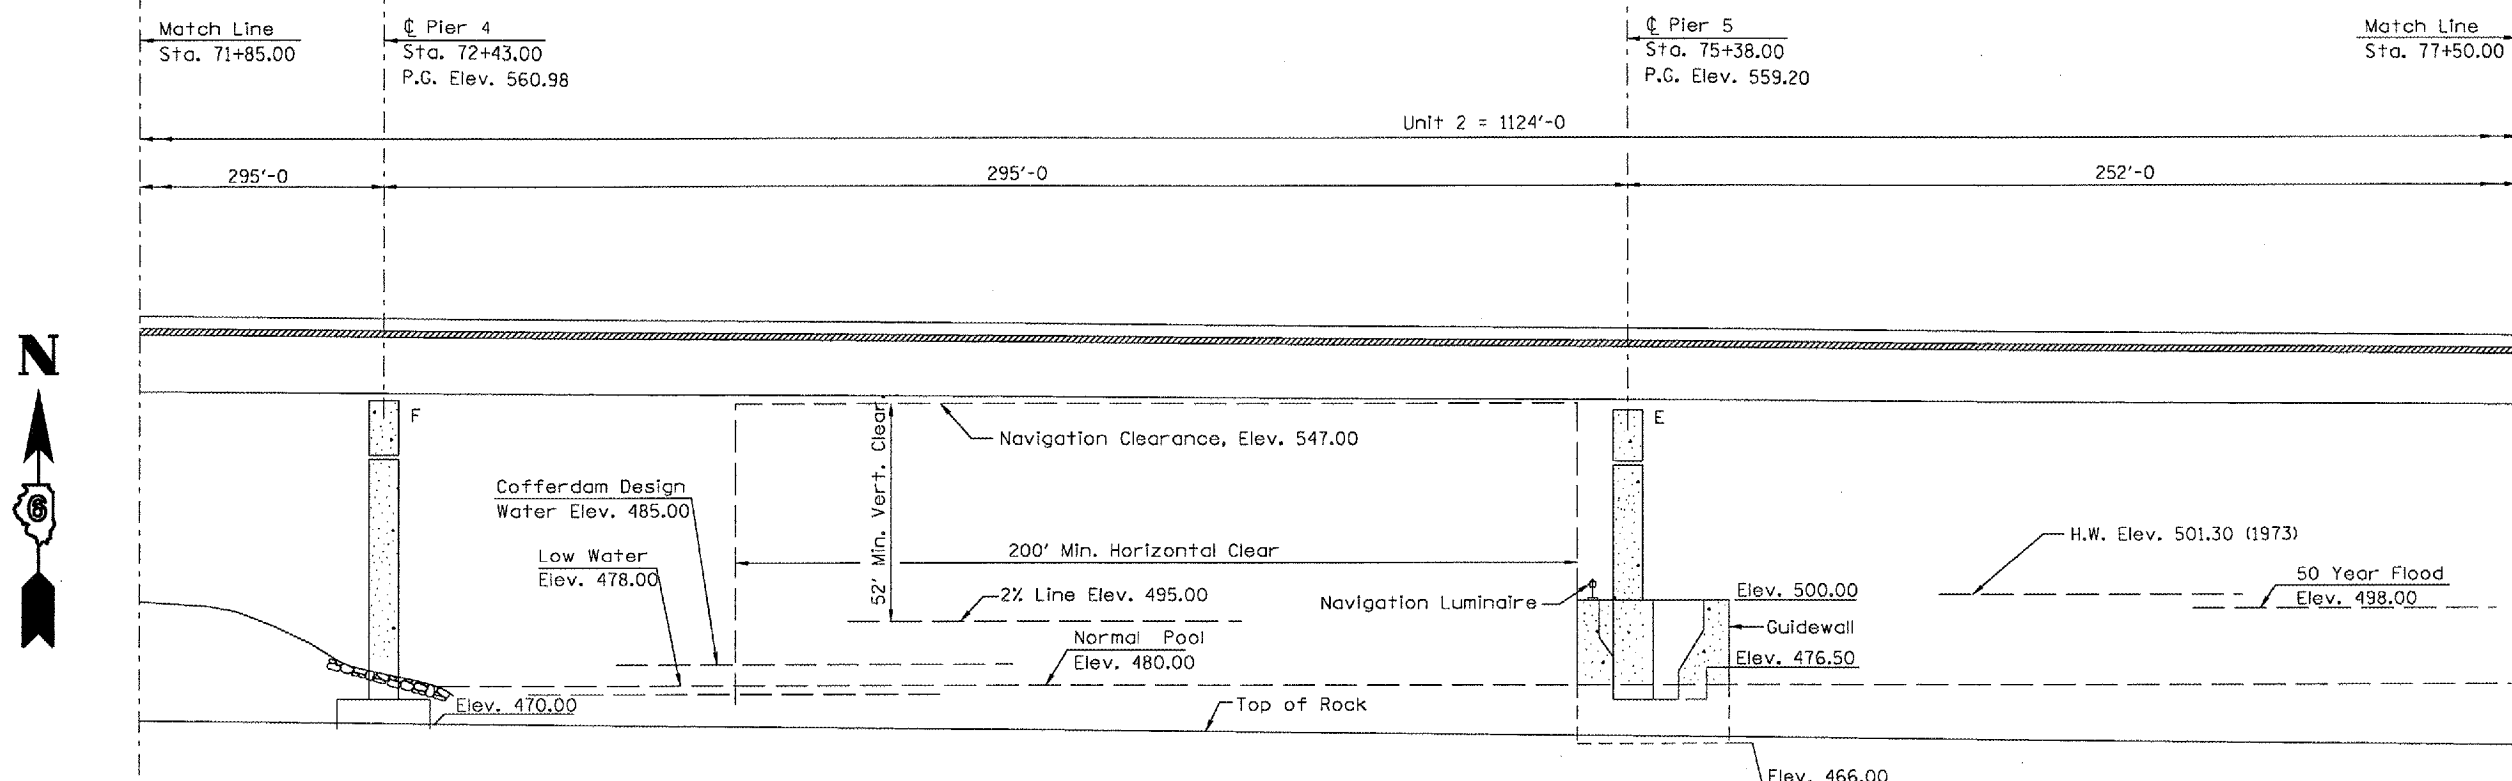 Match Line
Sta. 71+85.00
℄ Pier 4
Sta. 72+43.00
P.G. Elev. 560.98
℄ Pier 5
Sta. 75+38.00
P.G. Elev. 559.20
Match Line
Sta. 77+50.00
Unit 2 = 1124'-0
295'-0
295'-0
252'-0
N
6
F
E
Navigation Clearance, Elev. 547.00
52' Min. Vert. Clear.
Cofferdam Design
Water Elev. 485.00
Low Water
Elev. 478.00
200' Min. Horizontal Clear
2% Line Elev. 495.00
Normal Pool
Elev. 480.00
Navigation Luminaire
Elev. 500.00
Guidewall
Elev. 476.50
H.W. Elev. 501.30 (1973)
50 Year Flood
Elev. 498.00
Elev. 470.00
Top of Rock
Elev. 466.00